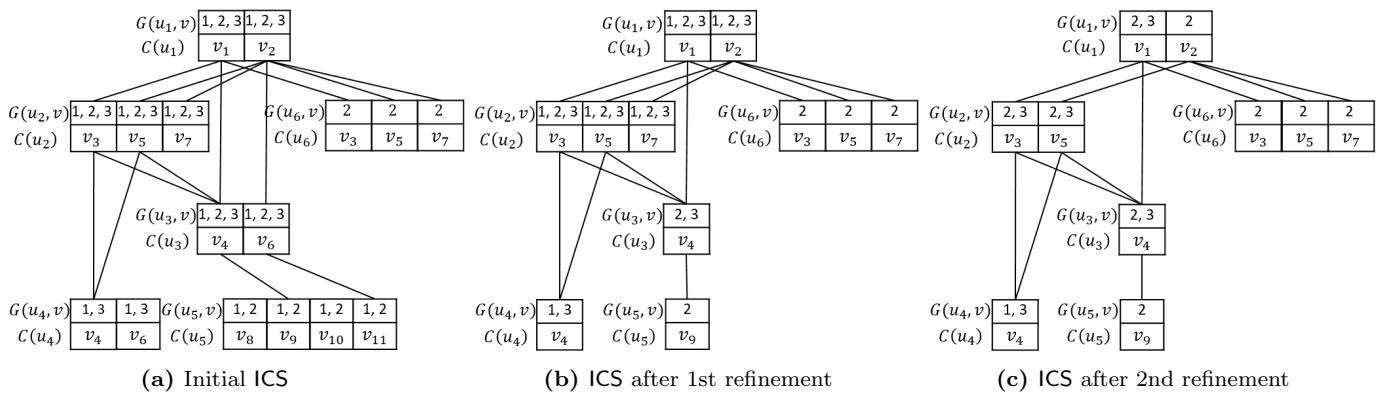 G(u₁, v) 1, 2, 3 1, 2, 3
C(u₁) v₁ v₂
G(u₂, v) 1, 2, 3 1, 2, 3 1, 2, 3
C(u₂) v₃ v₅ v₇
G(u₆, v) 2 2 2
C(u₆) v₃ v₅ v₇
G(u₃, v) 1, 2, 3 1, 2, 3
C(u₃) v₄ v₆
G(u₄, v) 1, 3 1, 3
C(u₄) v₄ v₆
G(u₅, v) 1, 2 1, 2 1, 2 1, 2
C(u₅) v₈ v₉ v₁₀ v₁₁
(a) Initial ICS
G(u₁, v) 1, 2, 3 1, 2, 3
C(u₁) v₁ v₂
G(u₂, v) 1, 2, 3 1, 2, 3 1, 2, 3
C(u₂) v₃ v₅ v₇
G(u₆, v) 2 2 2
C(u₆) v₃ v₅ v₇
G(u₃, v) 2, 3
C(u₃) v₄
G(u₄, v) 1, 3
C(u₄) v₄
G(u₅, v) 2
C(u₅) v₉
(b) ICS after 1st refinement
G(u₁, v) 2, 3 2
C(u₁) v₁ v₂
G(u₂, v) 2, 3 2, 3
C(u₂) v₃ v₅
G(u₆, v) 2 2 2
C(u₆) v₃ v₅ v₇
G(u₃, v) 2, 3
C(u₃) v₄
G(u₄, v) 1, 3
C(u₄) v₄
G(u₅, v) 2
C(u₅) v₉
(c) ICS after 2nd refinement